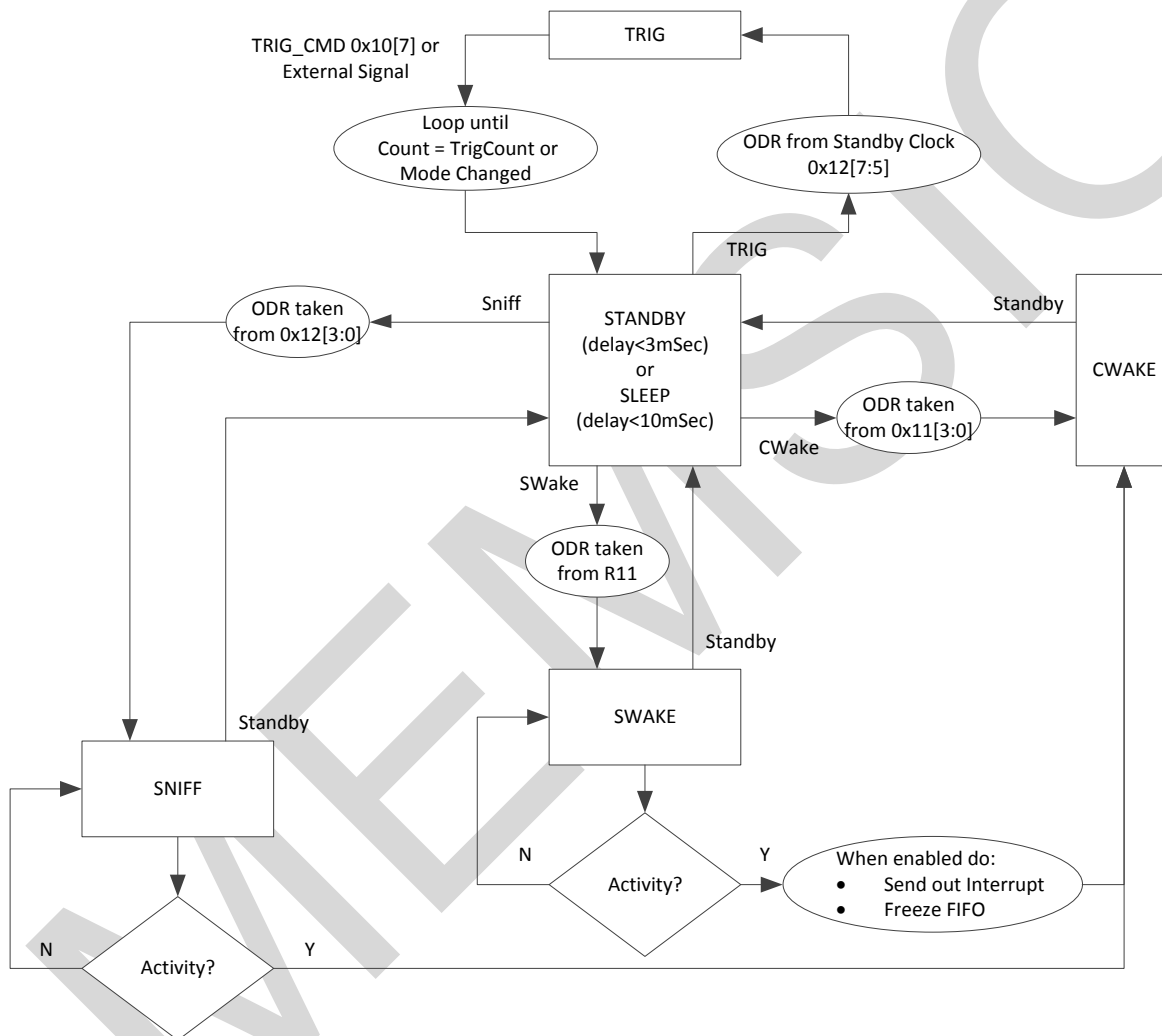 TRIG
TRIG_CMD 0x10[7] or
External Signal
Loop until
Count = TrigCount or
Mode Changed
ODR from Standby Clock
0x12[7:5]
TRIG
Sniff
ODR taken
from 0x12[3:0]
STANDBY
(delay<3mSec)
or
SLEEP
(delay<10mSec)
Standby
CWAKE
ODR taken
from 0x11[3:0]
CWake
SWake
ODR taken
from R11
Standby
SWAKE
Standby
SNIFF
N
Activity?
Y
When enabled do:
● Send out Interrupt
● Freeze FIFO
N
Activity?
Y
MEMSIC